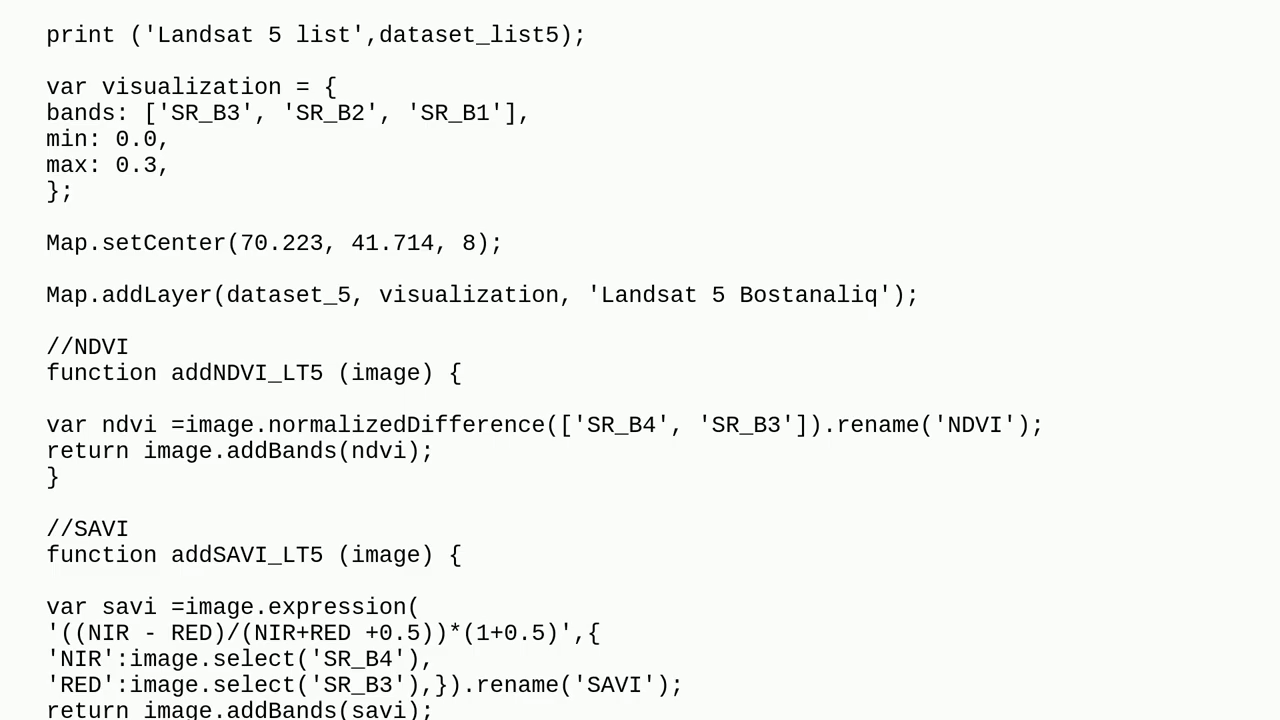 print ('Landsat 5 list',dataset_list5);
var visualization = {
bands: ['SR_B3', 'SR_B2', 'SR_B1'],
min: 0.0,
max: 0.3,
};
Map.setCenter(70.223, 41.714, 8);
Map.addLayer(dataset_5, visualization, 'Landsat 5 Bostanaliq');
//NDVI
function addNDVI_LT5 (image) {
var ndvi =image.normalizedDifference(['SR_B4', 'SR_B3']).rename('NDVI');
return image.addBands(ndvi);
}
//SAVI
function addSAVI_LT5 (image) {
var savi =image.expression(
'((NIR - RED)/(NIR+RED +0.5))*(1+0.5)',{
'NIR':image.select('SR_B4'),
'RED':image.select('SR_B3'),}).rename('SAVI');
return image.addBands(savi);